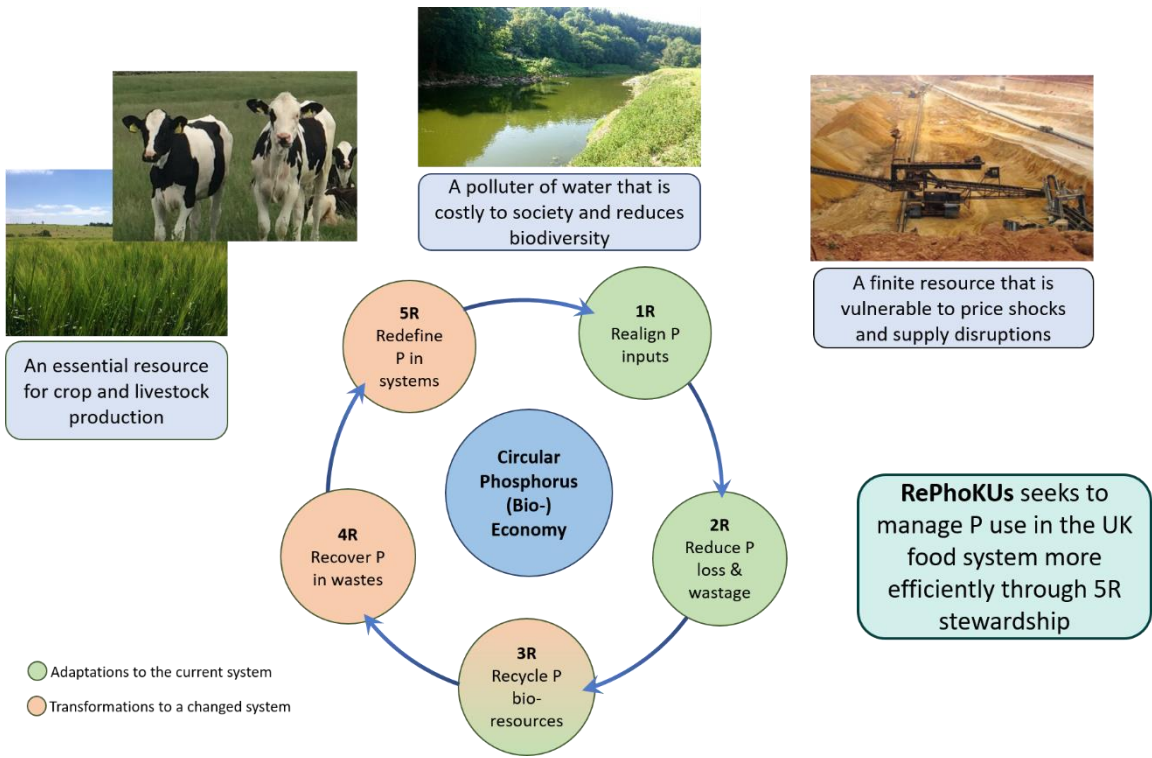 A polluter of water that is
costly to society and reduces
biodiversity
A finite resource that is
vulnerable to price shocks
and supply disruptions
An essential resource
for crop and livestock
production
5R
Redefine
P in
systems
1R
Realign P
inputs
Circular
Phosphorus
(Bio-)
Economy
4R
Recover P
in wastes
2R
Reduce P
loss &
wastage
3R
Recycle P
bio-
resources
RePhoKUs seeks to
manage P use in the UK
food system more
efficiently through 5R
stewardship
Adaptations to the current system
Transformations to a changed system